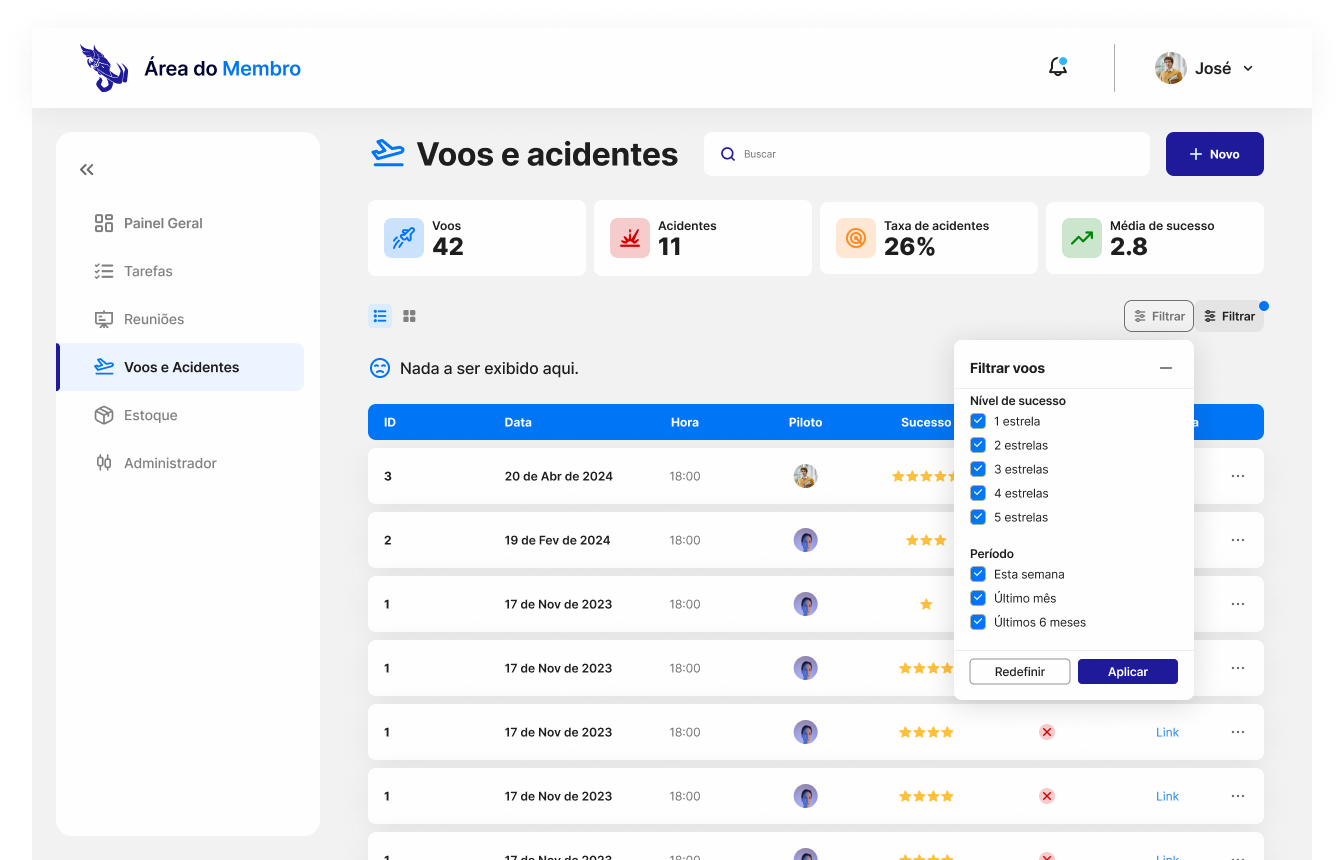 Área do Membro
José
Voos e acidentes
Buscar
Novo
Painel Geral
Tarefas
Reuniões
Voos e Acidentes
Estoque
Administrador
Voos
42
Acidentes
11
Taxa de acidentes
26%
Média de sucesso
2.8
Filtrar
Filtrar
Nada a ser exibido aqui.
Filtrar voos
Nível de sucesso
1 estrela
2 estrelas
3 estrelas
4 estrelas
5 estrelas
Período
Esta semana
Último mês
Últimos 6 meses
Redefinir
Aplicar
ID Data Hora Piloto Sucesso
3 20 de Abr de 2024 18:00
2 19 de Fev de 2024 18:00
1 17 de Nov de 2023 18:00
1 17 de Nov de 2023 18:00
1 17 de Nov de 2023 18:00 Link
1 17 de Nov de 2023 18:00 Link
1 17 de Nov de 2023 18:00 Link